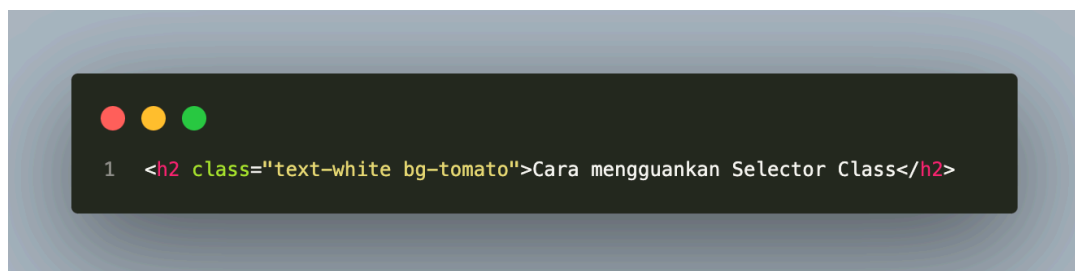 1 <h2 class="text-white bg-tomato">Cara mengguankan Selector Class</h2>